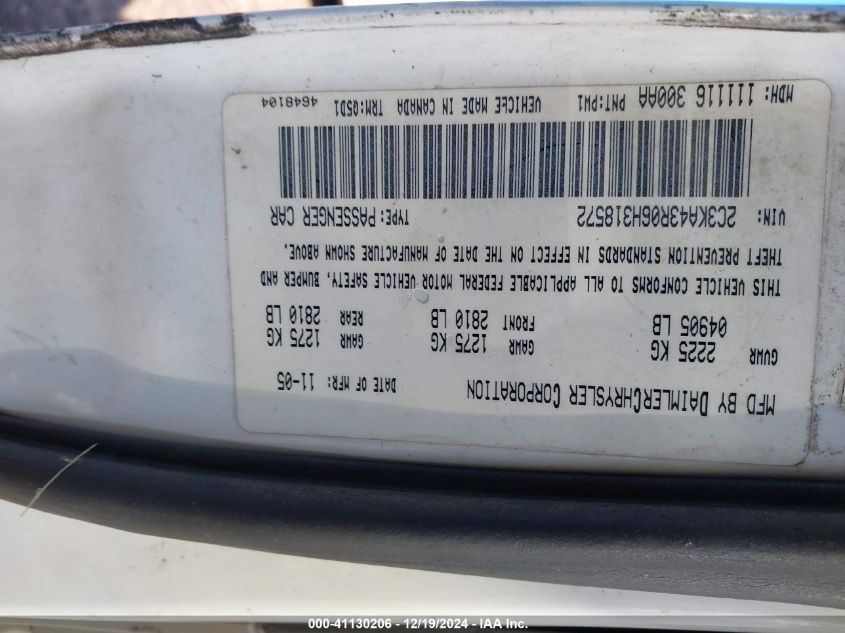 MFD BY DAIMLERCHRYSLER CORPORATION DATE OF MFR: 11-05
GVWR 2225 KG GAWR 1275 KG GAWR 1275 KG
04905 LB FRONT 2810 LB REAR 2810 LB
THIS VEHICLE CONFORMS TO ALL APPLICABLE FEDERAL MOTOR VEHICLE SAFETY, BUMPER AND
THEFT PREVENTION STANDARDS IN EFFECT ON THE DATE OF MANUFACTURE SHOWN ABOVE.
VIN: 2C3KA43R06H318572 TYPE: PASSENGER CAR
MDH: 111116 300AA PNT: PW1 VEHICLE MADE IN CANADA TRM: QSD1 4648104
000-41130206 - 12/19/2024 - IAA Inc.